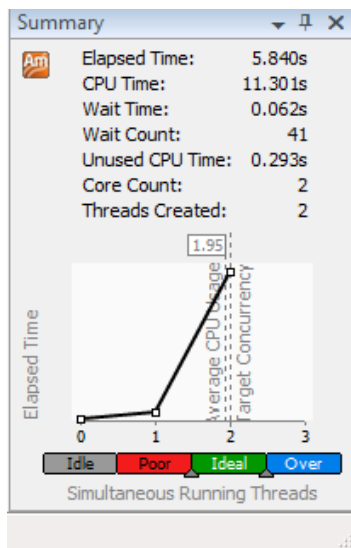 Summary
Am
Elapsed Time: 5.840s
CPU Time: 11.301s
Wait Time: 0.062s
Wait Count: 41
Unused CPU Time: 0.293s
Core Count: 2
Threads Created: 2
1.95
Elapsed Time
Average CPU Usage
Target Concurrency
0 1 2 3
Idle Poor Ideal Over
Simultaneous Running Threads